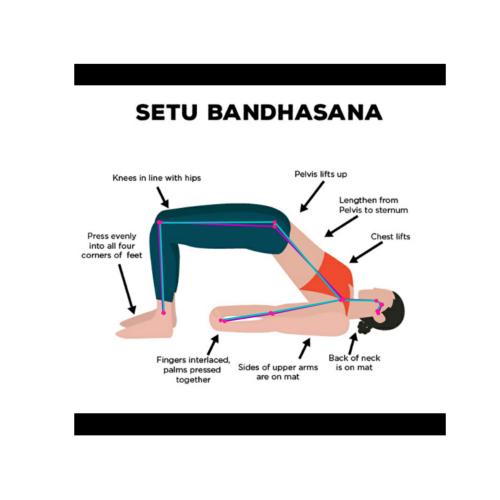 SETU BANDHASANA
Knees in line with hips
Pelvis lifts up
Lengthen from
Pelvis to sternum
Chest lifts
Press evenly
into all four
corners of feet
Fingers interlaced,
palms pressed
together
Sides of upper arms
are on mat
Back of neck
is on mat